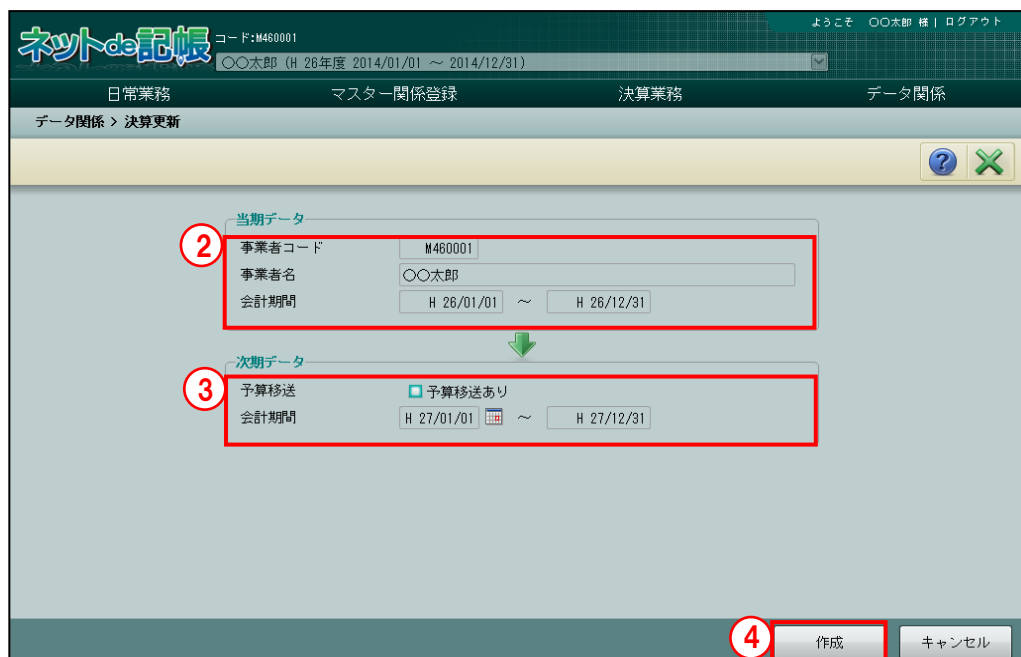 ようこそ 〇〇太郎 様 | ログアウト
ネットde記帳 コード:M460001
〇〇太郎 (H 26年度 2014/01/01 ～ 2014/12/31)
日常業務 マスター関係登録 決算業務 データ関係
データ関係 > 決算更新
?
当期データ
② 事業者コード M460001
事業者名 〇〇太郎
会計期間 H 26/01/01 ～ H 26/12/31
次期データ
③ 予算移送 予算移送あり
会計期間 H 27/01/01 ～ H 27/12/31
④ 作成 キャンセル